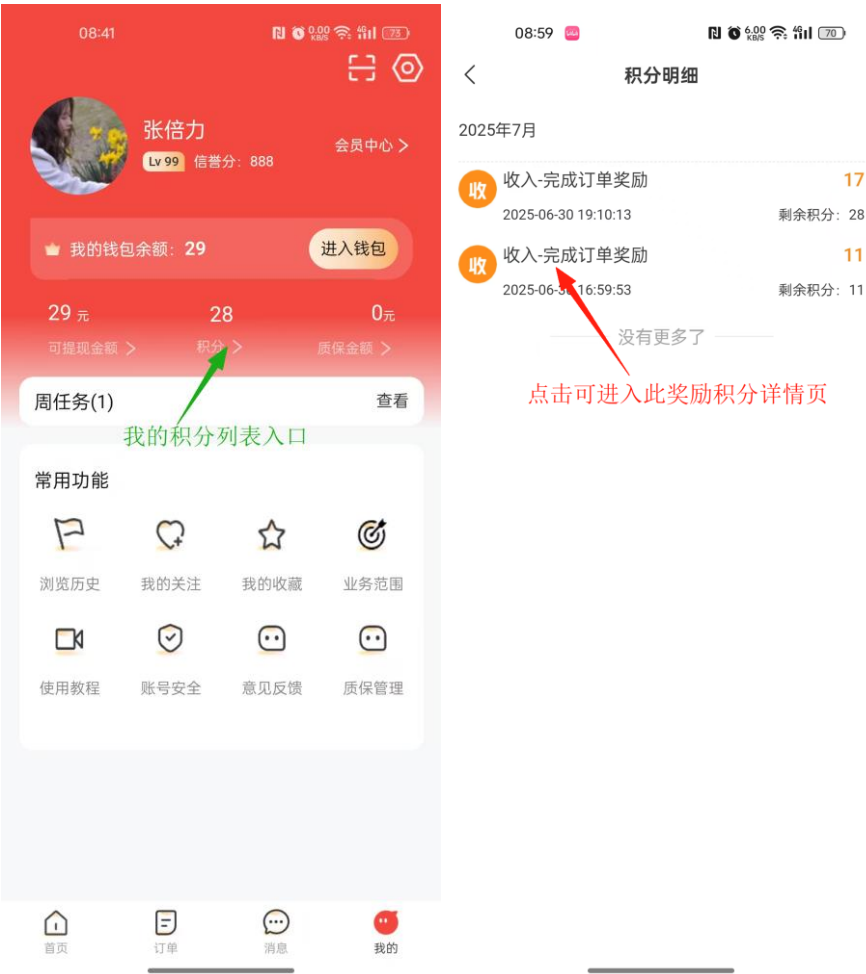 08:41
0.00
KB/S
4G
73
张倍力
Lv 99 信誉分：888
会员中心
我的钱包余额：29
进入钱包
29 元
28
0元
可提现金额
积分
质保金额
周任务(1)
查看
我的积分列表入口
常用功能
浏览历史
我的关注
我的收藏
业务范围
使用教程
账号安全
意见反馈
质保管理
首页
订单
消息
我的
08:59
6.00
KB/S
4G
70
积分明细
2025年7月
收
收入-完成订单奖励
17
2025-06-30 19:10:13
剩余积分：28
收
收入-完成订单奖励
11
2025-06-30 16:59:53
剩余积分：11
没有更多了
点击可进入此奖励积分详情页